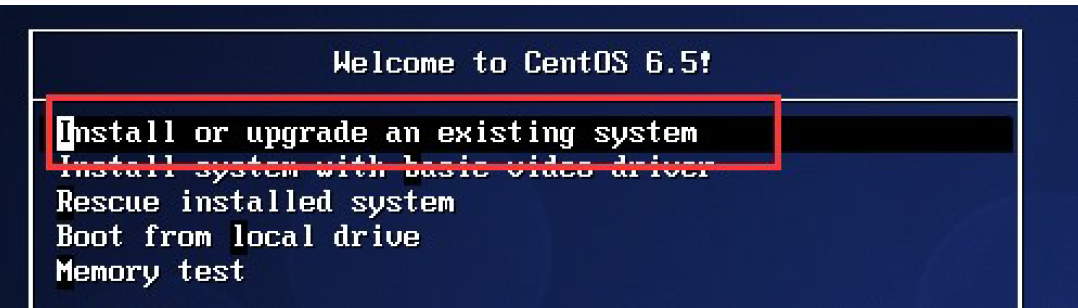 Welcome to CentOS 6.5!
Install or upgrade an existing system
Install system with basic video driver
Rescue installed system
Boot from local drive
Memory test